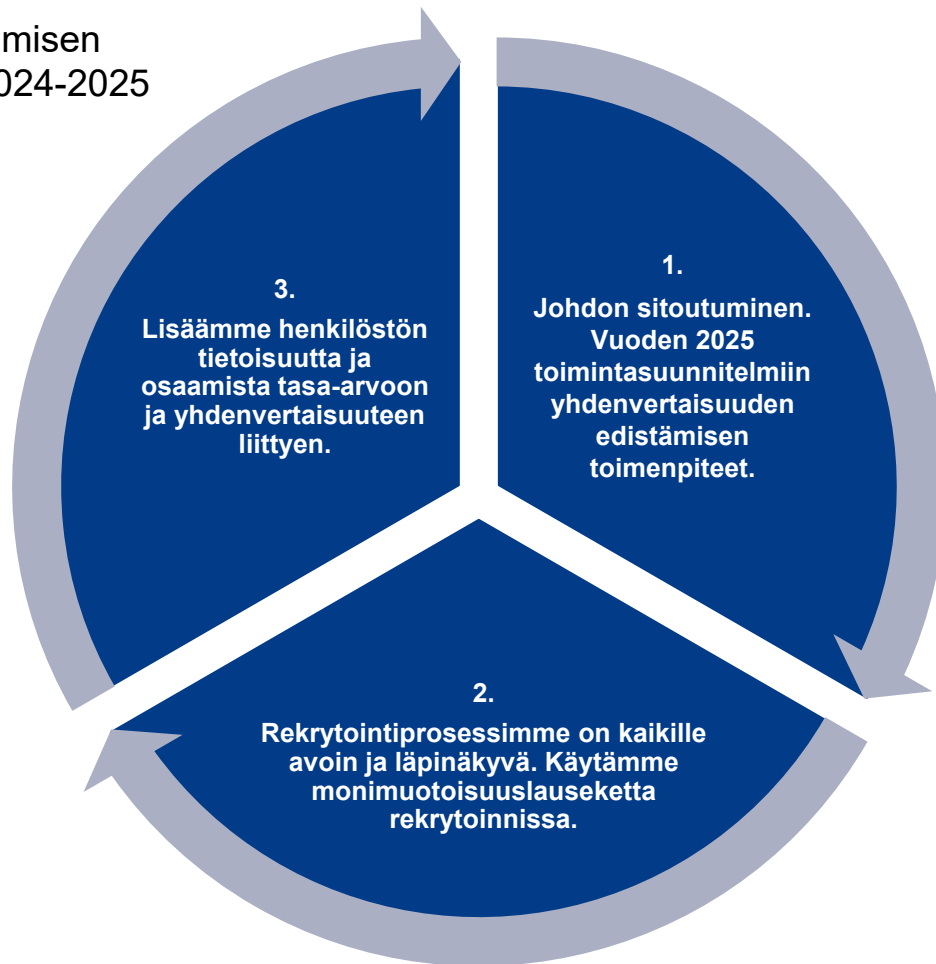 misen
024-2025
1.
Johdon sitoutuminen.
Vuoden 2025
toimintasuunnitelmiin
yhdenvertaisuuden
edistämisen
toimenpiteet.
2.
Rekrytointiprosessimme on kaikille
avoin ja läpinäkyvä. Käytämme
monimuotoisuuslauseketta
rekrytoinnissa.
3.
Lisäämme henkilöstön
tietoisuutta ja
osaamista tasa-arvoon
ja yhdenvertaisuuteen
liittyen.